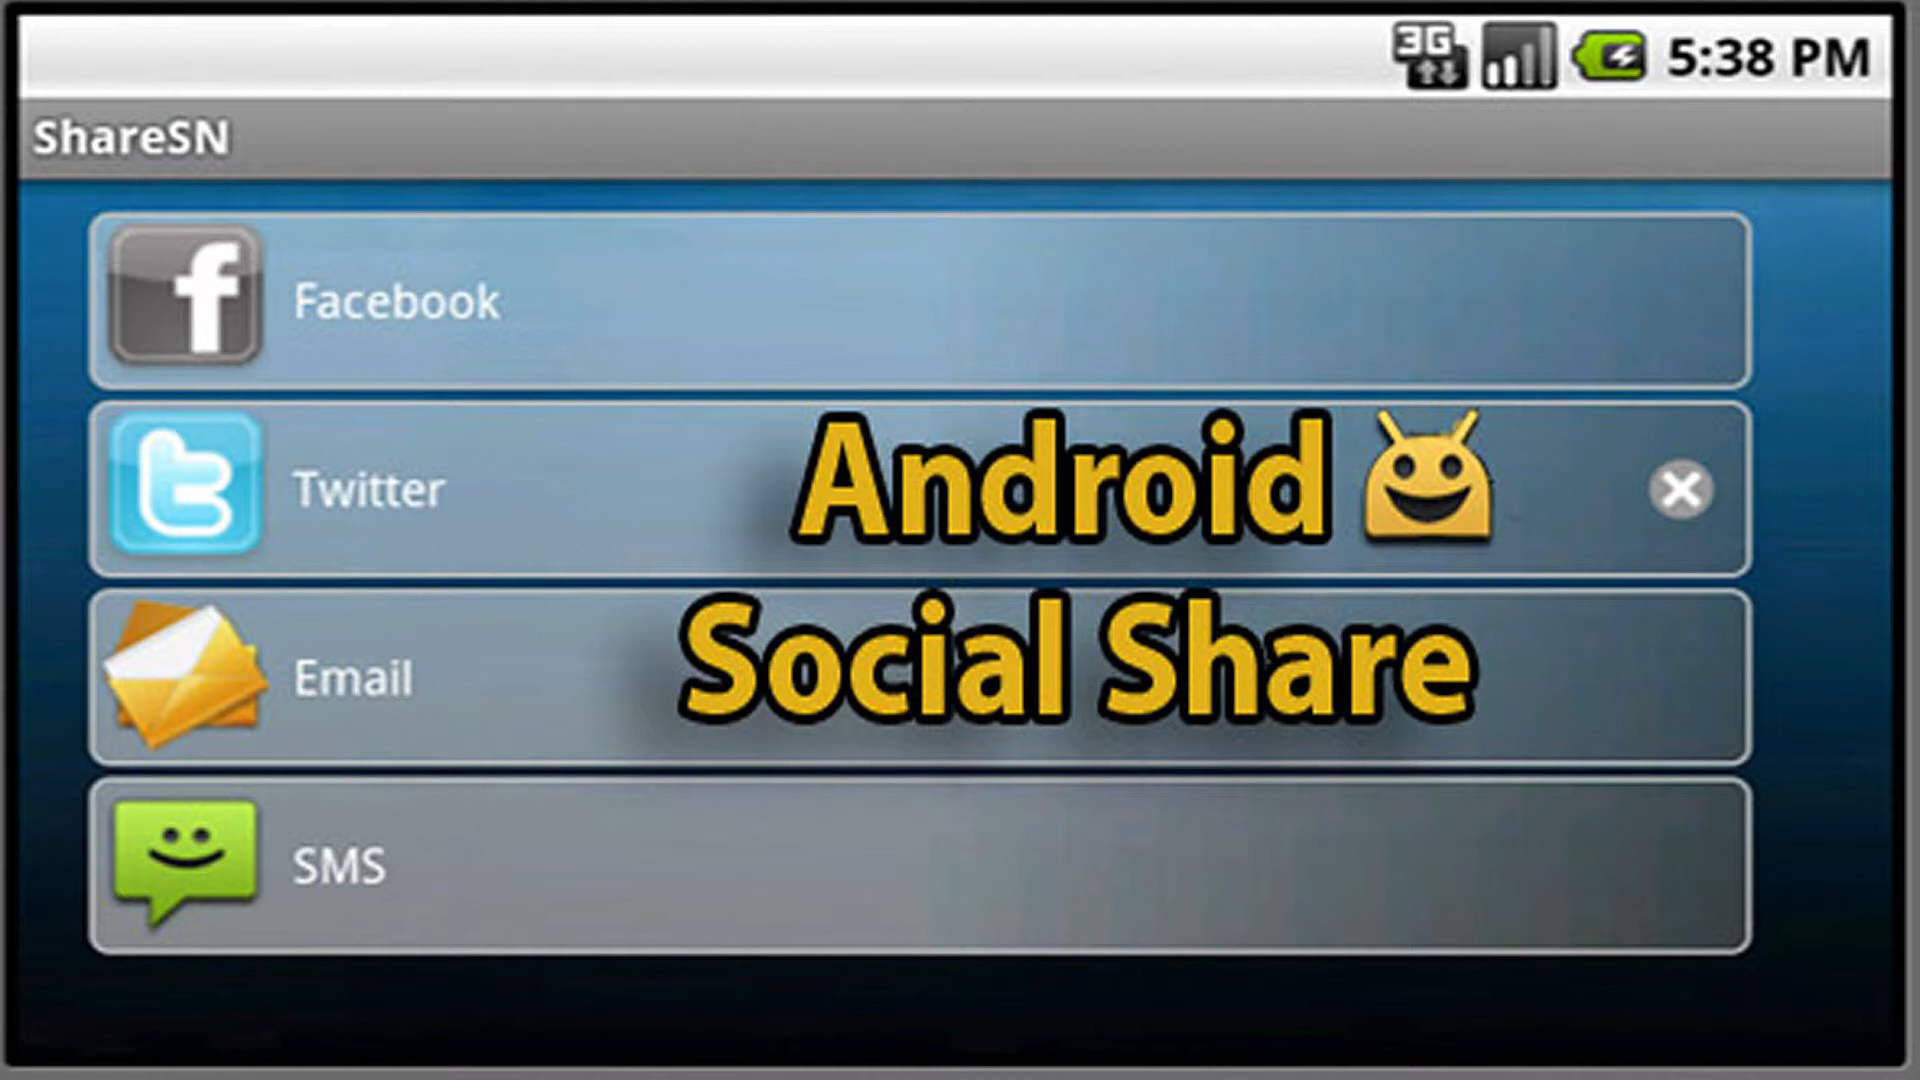 3G
5:38 PM
ShareSN
Facebook
Twitter
Android
Email
Social Share
SMS